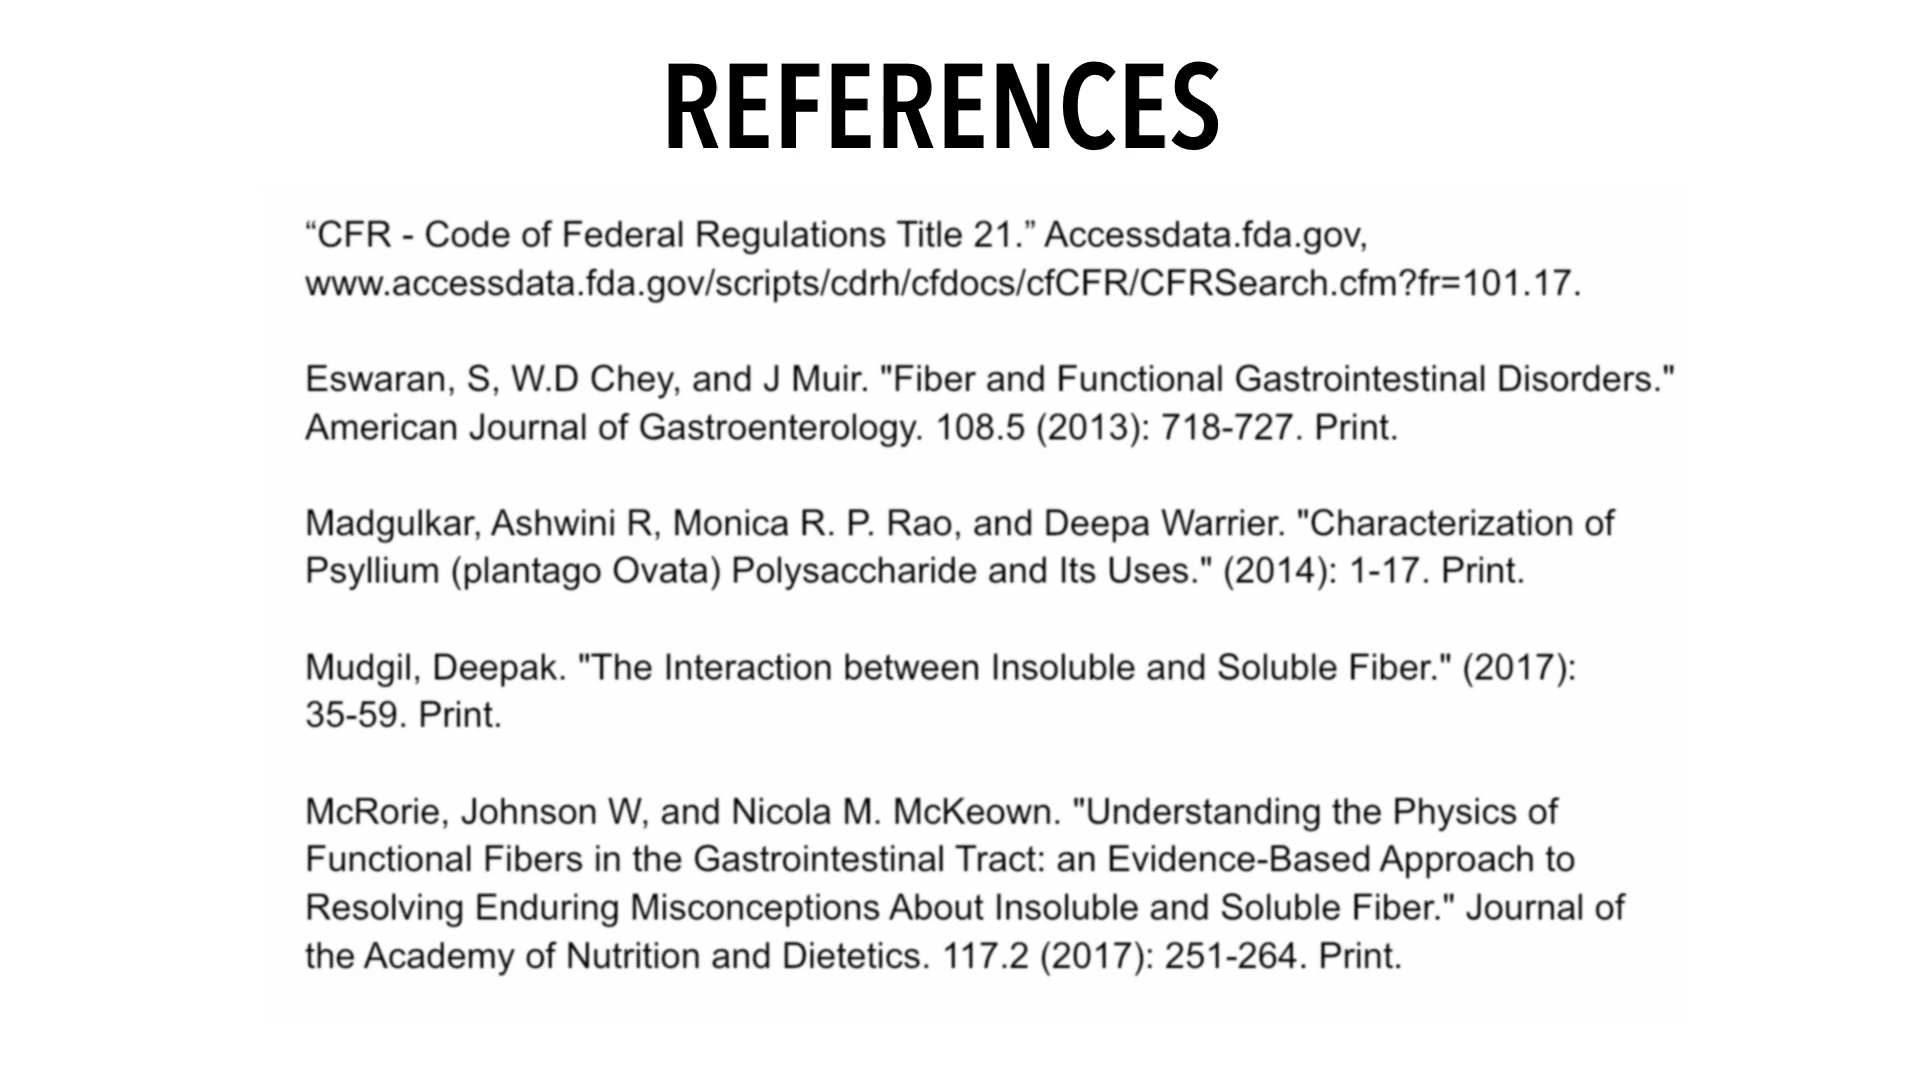 REFERENCES
“CFR - Code of Federal Regulations Title 21.” Accessdata.fda.gov,
www.accessdata.fda.gov/scripts/cdrh/cfdocs/cfCFR/CFRSearch.cfm?fr=101.17.
Eswaran, S, W.D Chey, and J Muir. "Fiber and Functional Gastrointestinal Disorders."
American Journal of Gastroenterology. 108.5 (2013): 718-727. Print.
Madgulkar, Ashwini R, Monica R. P. Rao, and Deepa Warrier. "Characterization of
Psyllium (plantago Ovata) Polysaccharide and Its Uses." (2014): 1-17. Print.
Mudgil, Deepak. "The Interaction between Insoluble and Soluble Fiber." (2017):
35-59. Print.
McRorie, Johnson W, and Nicola M. McKeown. "Understanding the Physics of
Functional Fibers in the Gastrointestinal Tract: an Evidence-Based Approach to
Resolving Enduring Misconceptions About Insoluble and Soluble Fiber." Journal of
the Academy of Nutrition and Dietetics. 117.2 (2017): 251-264. Print.